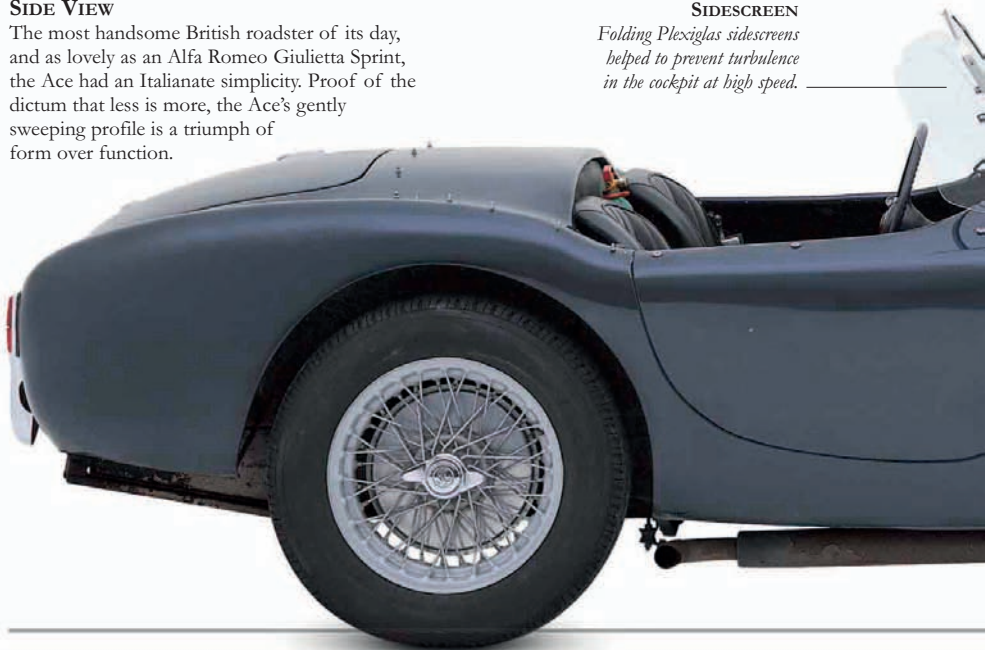 SIDE VIEW
The most handsome British roadster of its day,
and as lovely as an Alfa Romeo Giulietta Sprint,
the Ace had an Italianate simplicity. Proof of the
dictum that less is more, the Ace’s gently
sweeping profile is a triumph of
form over function.
SIDESCREEN
Folding Plexiglas sidescreens
helped to prevent turbulence
in the cockpit at high speed.